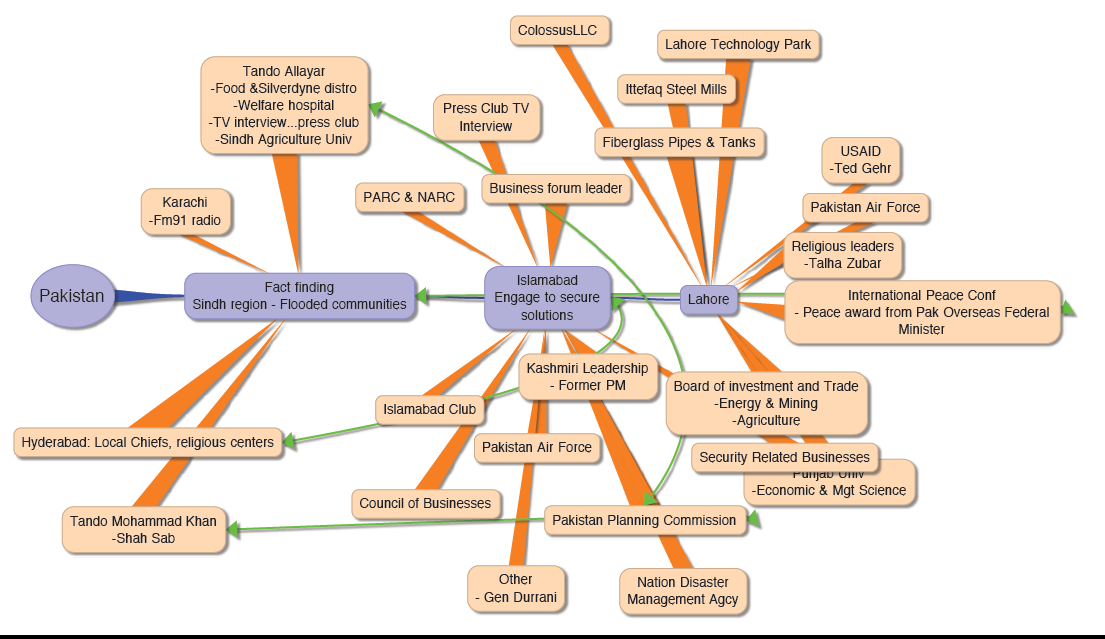 ColossusLLC
Lahore Technology Park
Tando Allayar
-Food &Silverdyne distro
-Welfare hospital
-TV interview...press club
-Sindh Agriculture Univ
Ittefaq Steel Mills
Press Club TV
Interview
Fiberglass Pipes & Tanks
USAID
-Ted Gehr
Karachi
-Fm91 radio
PARC & NARC
Business forum leader
Pakistan Air Force
Religious leaders
-Talha Zubar
Pakistan
Fact finding
Sindh region - Flooded communities
Islamabad
Engage to secure
solutions
Lahore
International Peace Conf
- Peace award from Pak Overseas Federal
Minister
Kashmiri Leadership
- Former PM
Board of investment and Trade
-Energy & Mining
-Agriculture
Islamabad Club
Hyderabad: Local Chiefs, religious centers
Pakistan Air Force
Security Related Businesses
Punjab Univ
-Economic & Mgt Science
Council of Businesses
Tando Mohammad Khan
-Shah Sab
Pakistan Planning Commission
Other
- Gen Durrani
Nation Disaster
Management Agcy